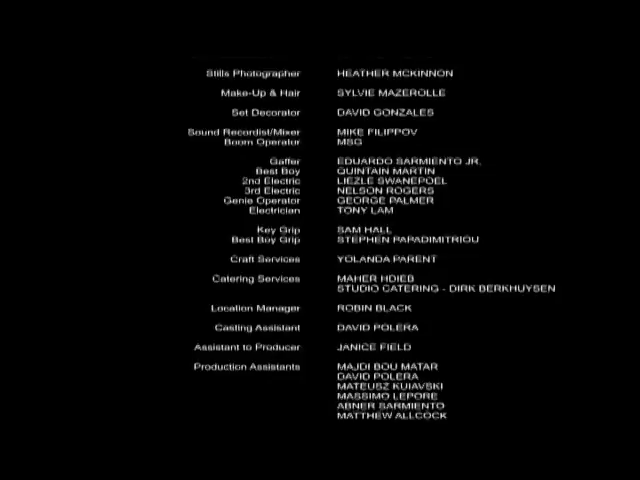 Stills Photographer HEATHER MCKINNON
Make-Up & Hair SYLVIE MAZEROLLE
Set Decorator DAVID GONZALES
Sound Recordist/Mixer MIKE FILIPPOV
Boom Operator MSG
Gaffer EDUARDO SARMIENTO JR.
Best Boy QUINTAIN MARTIN
2nd Electric LIEZLE SWANEPOEL
3rd Electric NELSON ROGERS
Genie Operator GEORGE PALMER
Electrician TONY LAM
Key Grip SAM HALL
Best Boy Grip STEPHEN PAPADIMITRIOU
Craft Services YOLANDA PARENT
Catering Services MAHER HDIEB
STUDIO CATERING - DIRK BERKHUYSEN
Location Manager ROBIN BLACK
Casting Assistant DAVID POLERA
Assistant to Producer JANICE FIELD
Production Assistants MAJDI BOU MATAR
DAVID POLERA
MATEUSZ KUIAVSKI
MASSIMO LEPORE
ABNER SARMIENTO
MATTHEW ALLCOCK